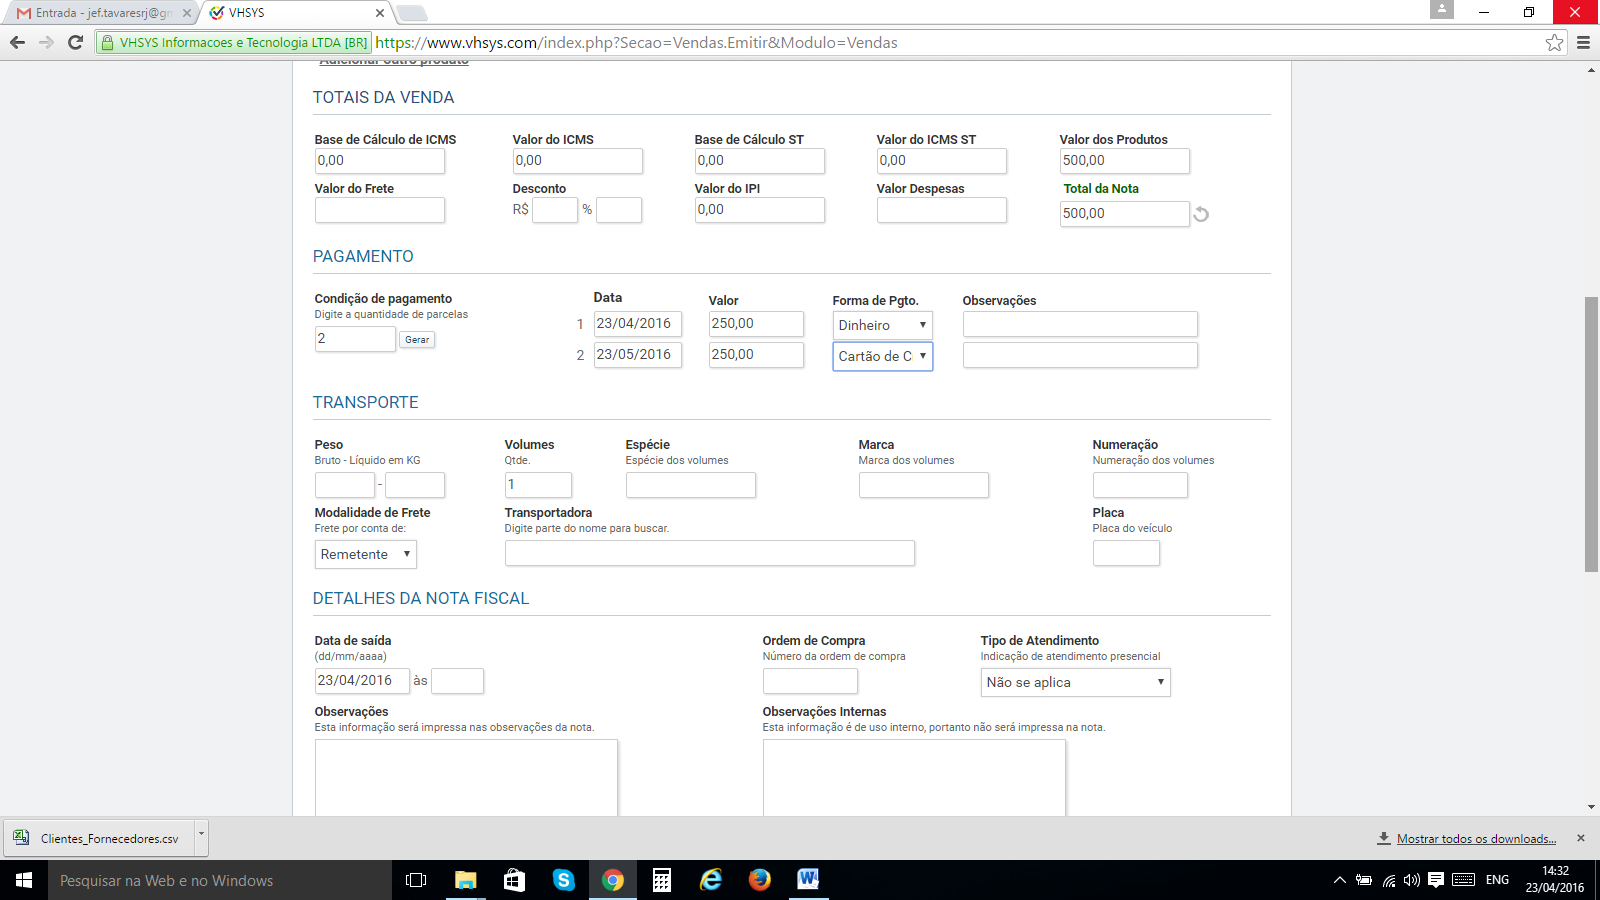 Entrada - jef.tavaresrj@gm
VHSYS
VHSYS Informacoes e Tecnologia LTDA [BR]
https://www.vhsys.com/index.php?Secao=Vendas.Emitir&Modulo=Vendas
Adicionar outro produto
TOTAIS DA VENDA
Base de Cálculo de ICMS Valor do ICMS Base de Cálculo ST Valor do ICMS ST Valor dos Produtos
0,00 0,00 0,00 0,00 500,00
Valor do Frete Desconto Valor do IPI Valor Despesas Total da Nota
R$ % 0,00 500,00
PAGAMENTO
Condição de pagamento Data Valor Forma de Pgto. Observações
Digite a quantidade de parcelas
1 23/04/2016 250,00 Dinheiro
2 Gerar
2 23/05/2016 250,00 Cartão de C
TRANSPORTE
Peso Volumes Espécie Marca Numeração
Bruto - Líquido em KG Qtde. Espécie dos volumes Marca dos volumes Numeração dos volumes
- 1
Modalidade de Frete Transportadora Placa
Frete por conta de: Digite parte do nome para buscar. Placa do veículo
Remetente
DETALHES DA NOTA FISCAL
Data de saída Ordem de Compra Tipo de Atendimento
(dd/mm/aaaa) Número da ordem de compra Indicação de atendimento presencial
23/04/2016 às Não se aplica
Observações Observações Internas
Esta informação será impressa nas observações da nota. Esta informação é de uso interno, portanto não será impressa na nota.
Clientes_Fornecedores.csv Mostrar todos os downloads...
Pesquisar na Web e no Windows
ENG
14:32
23/04/2016